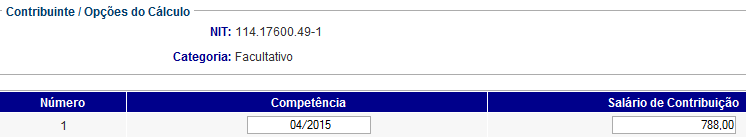 Contribuinte / Opções do Cálculo
NIT: 114.17600.49-1
Categoria: Facultativo
Número Competência Salário de Contribuição
1 04/2015 788,00